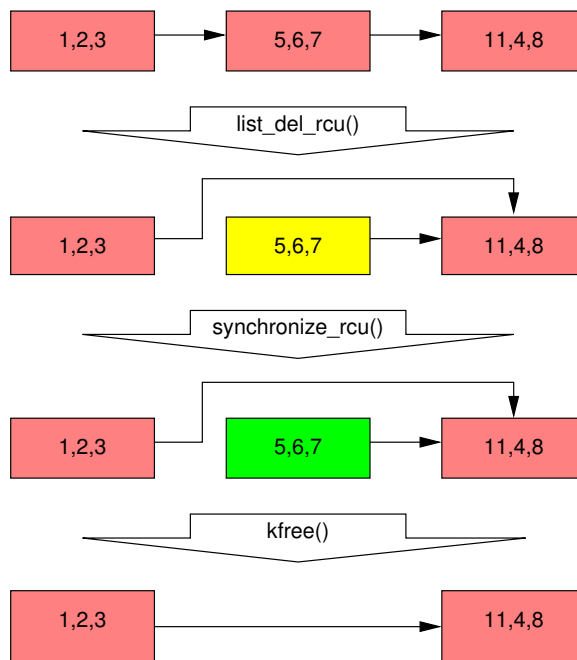 1,2,3 5,6,7 11,4,8
list_del_rcu()
1,2,3 5,6,7 11,4,8
synchronize_rcu()
1,2,3 5,6,7 11,4,8
kfree()
1,2,3 11,4,8